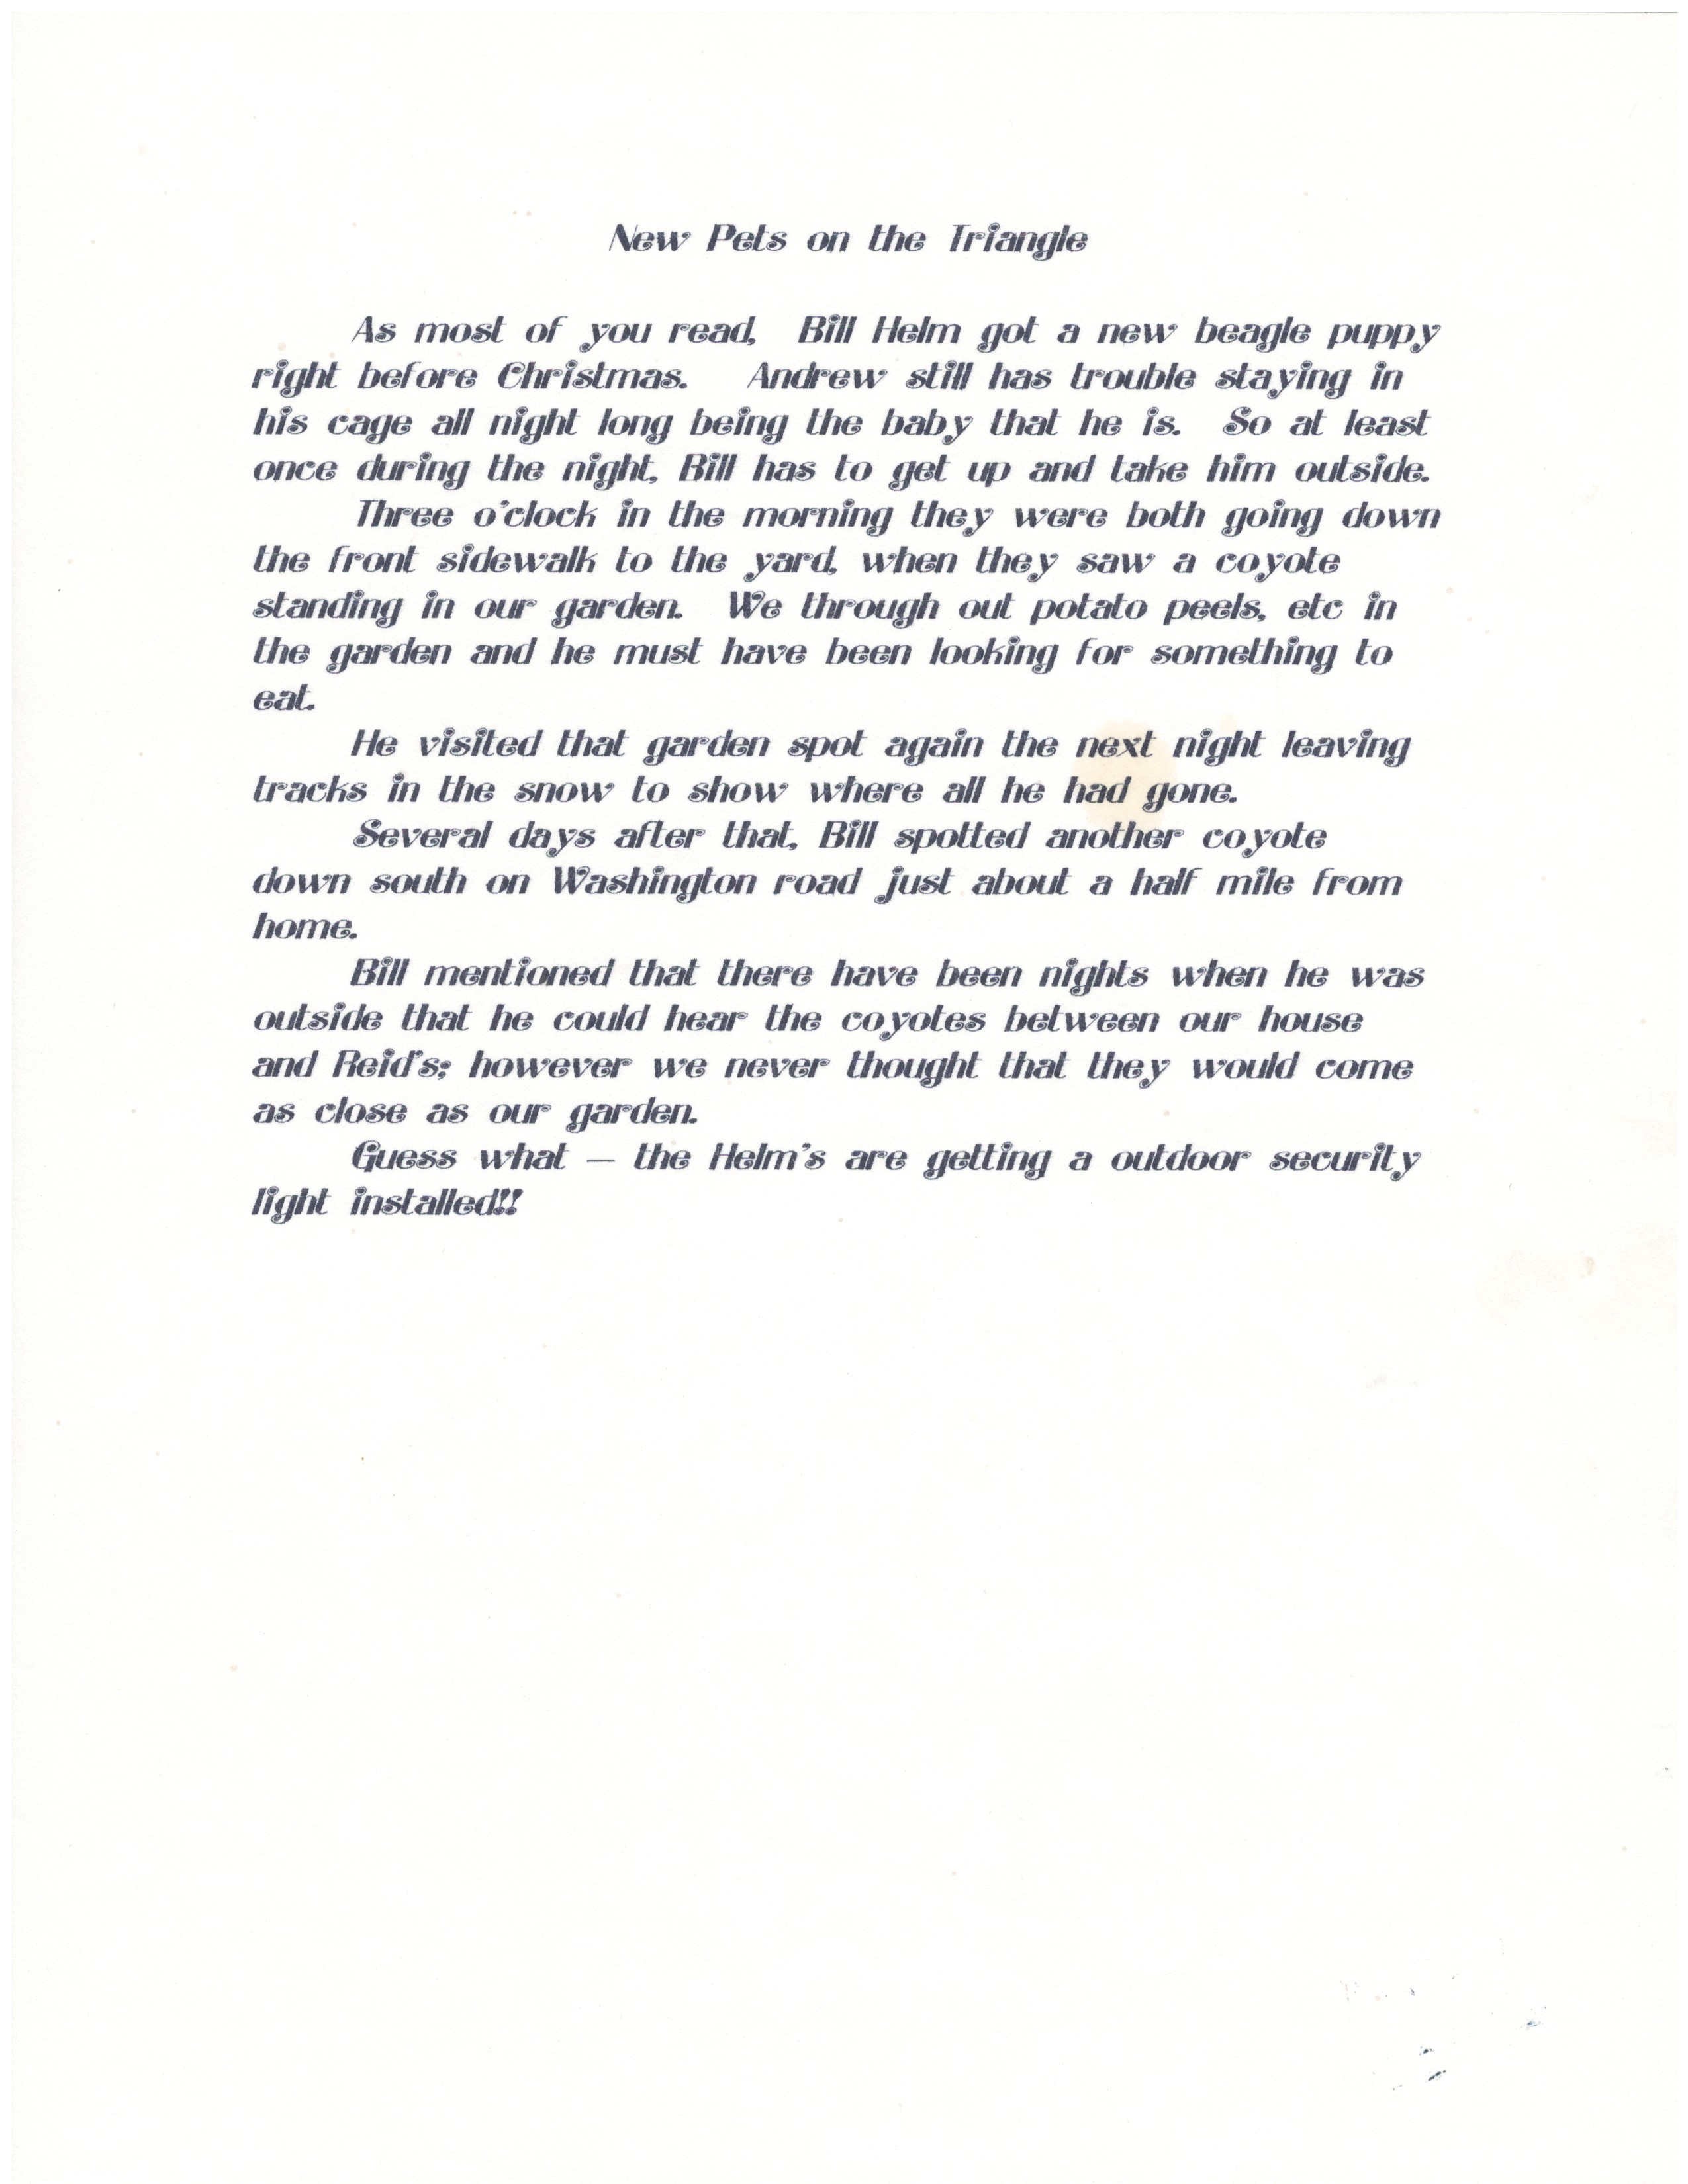 New Pets on the Triangle
As most of you read, Bill Helm got a new beagle puppy
right before Christmas. Andrew still has trouble staying in
his cage all night long being the baby that he is. So at least
once during the night, Bill has to get up and take him outside.
Three o'clock in the morning they were both going down
the front sidewalk to the yard, when they saw a coyote
standing in our garden. We through out potato peels, etc in
the garden and he must have been looking for something to
eat.
He visited that garden spot again the next night leaving
tracks in the snow to show where all he had gone.
Several days after that, Bill spotted another coyote
down south on Washington road just about a half mile from
home.
Bill mentioned that there have been nights when he was
outside that he could hear the coyotes between our house
and Reid's; however we never thought that they would come
as close as our garden.
Guess what – the Helm's are getting a outdoor security
light installed!!